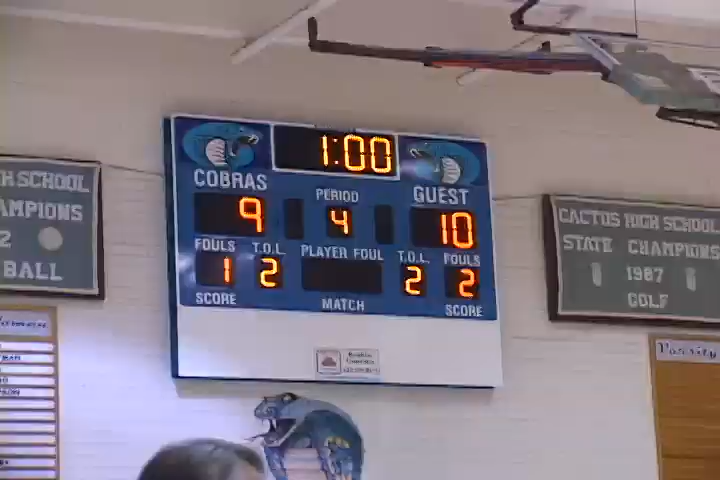 H SCHOOL
AMPIONS
2
BALL
1:00
COBRAS
PERIOD
GUEST
9
4
10
FOULS
T.O.L.
PLAYER FOUL
T.O.L.
FOULS
1
2
2
2
SCORE
MATCH
SCORE
CACTUS HIGH SCHOOL
STATE CHAMPIONS
1987
GOLF
Varsity